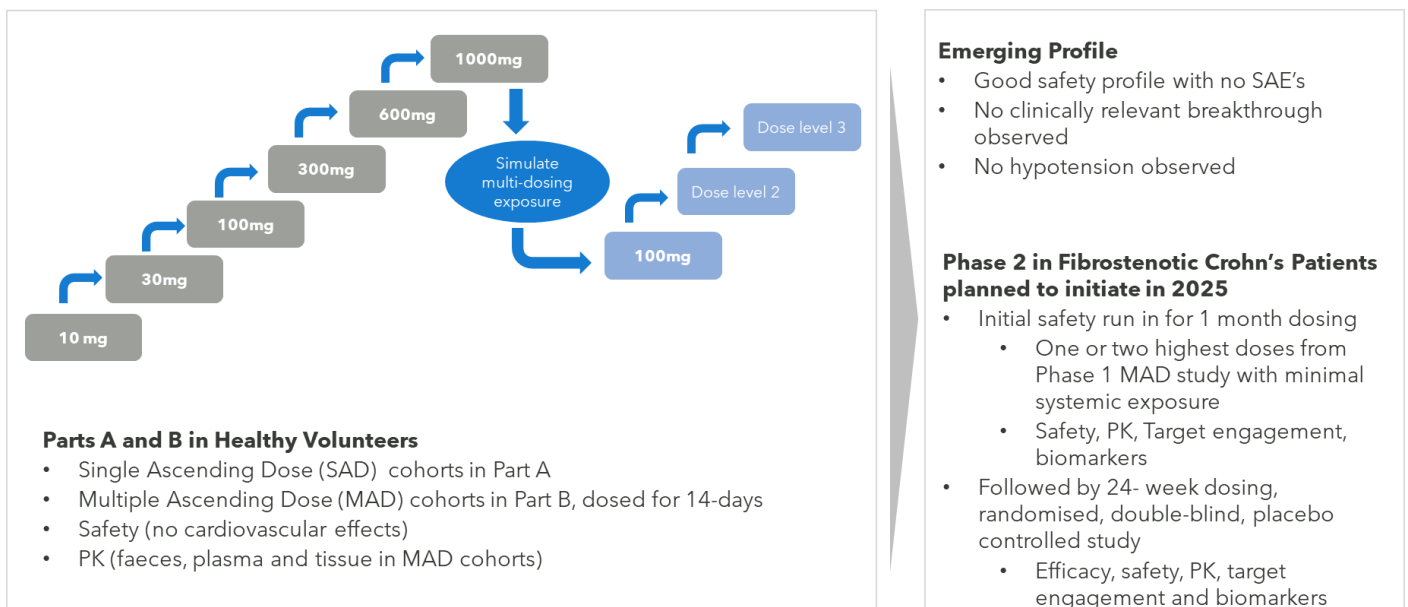 1000mg
600mg
300mg
100mg
30mg
10 mg
Simulate
multi-dosing
exposure
Dose level 3
Dose level 2
100mg
Parts A and B in Healthy Volunteers
• Single Ascending Dose (SAD) cohorts in Part A
• Multiple Ascending Dose (MAD) cohorts in Part B, dosed for 14-days
• Safety (no cardiovascular effects)
• PK (faeces, plasma and tissue in MAD cohorts)
Emerging Profile
• Good safety profile with no SAE’s
• No clinically relevant breakthrough
observed
• No hypotension observed
Phase 2 in Fibrostenotic Crohn’s Patients
planned to initiate in 2025
• Initial safety run in for 1 month dosing
• One or two highest doses from
Phase 1 MAD study with minimal
systemic exposure
• Safety, PK, Target engagement,
biomarkers
• Followed by 24- week dosing,
randomised, double-blind, placebo
controlled study
• Efficacy, safety, PK, target
engagement and biomarkers